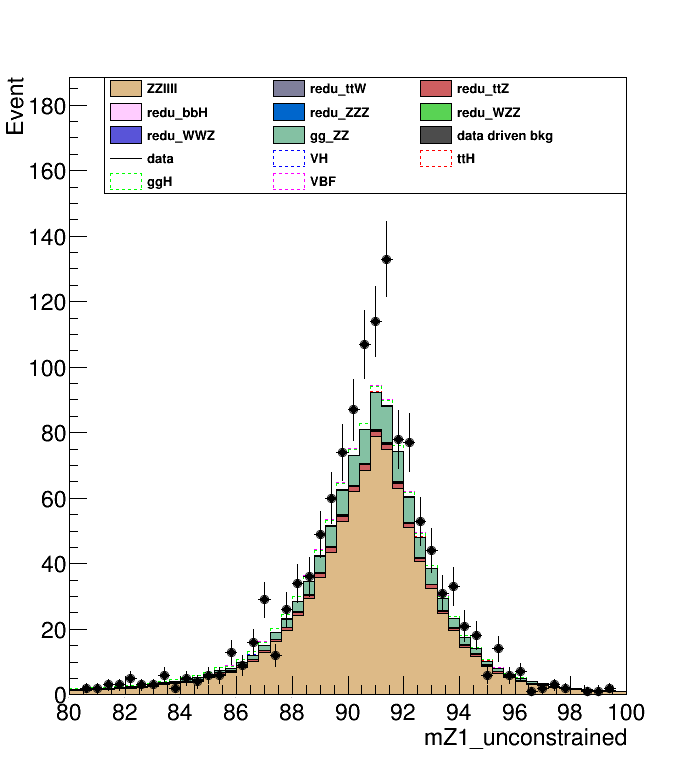 Event
180
160
140
120
100
80
60
40
20
0
ZZllll redu_ttW redu_ttZ
redu_bbH redu_ZZZ redu_WZZ
redu_WWZ gg_ZZ data driven bkg
data VH ttH
ggH VBF
80 82 84 86 88 90 92 94 96 98 100
mZ1_unconstrained